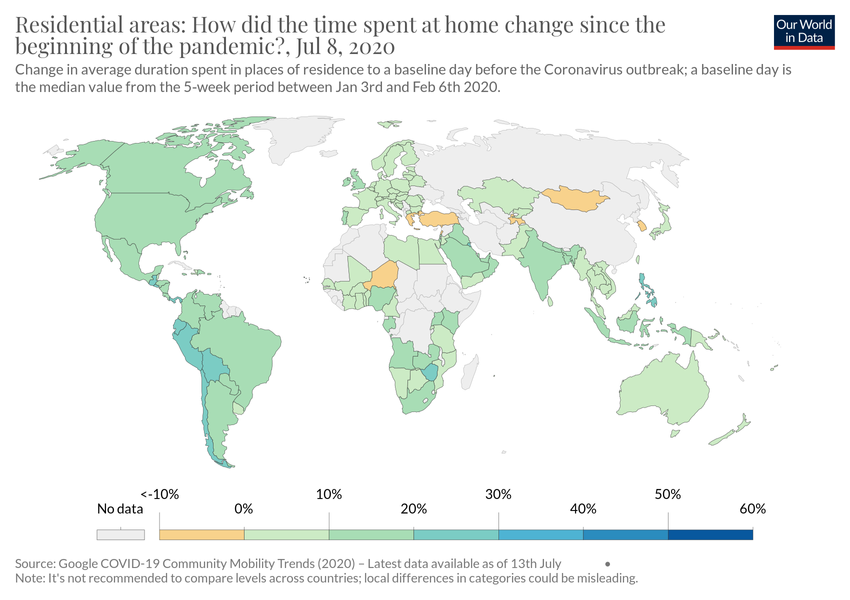 Residential areas: How did the time spent at home change since the
beginning of the pandemic?, Jul 8, 2020
Our World
in Data
Change in average duration spent in places of residence to a baseline day before the Coronavirus outbreak; a baseline day is
the median value from the 5-week period between Jan 3rd and Feb 6th 2020.
No data
<-10%
0%
10%
20%
30%
40%
50%
60%
Source: Google COVID-19 Community Mobility Trends (2020) – Latest data available as of 13th July •
Note: It's not recommended to compare levels across countries; local differences in categories could be misleading.